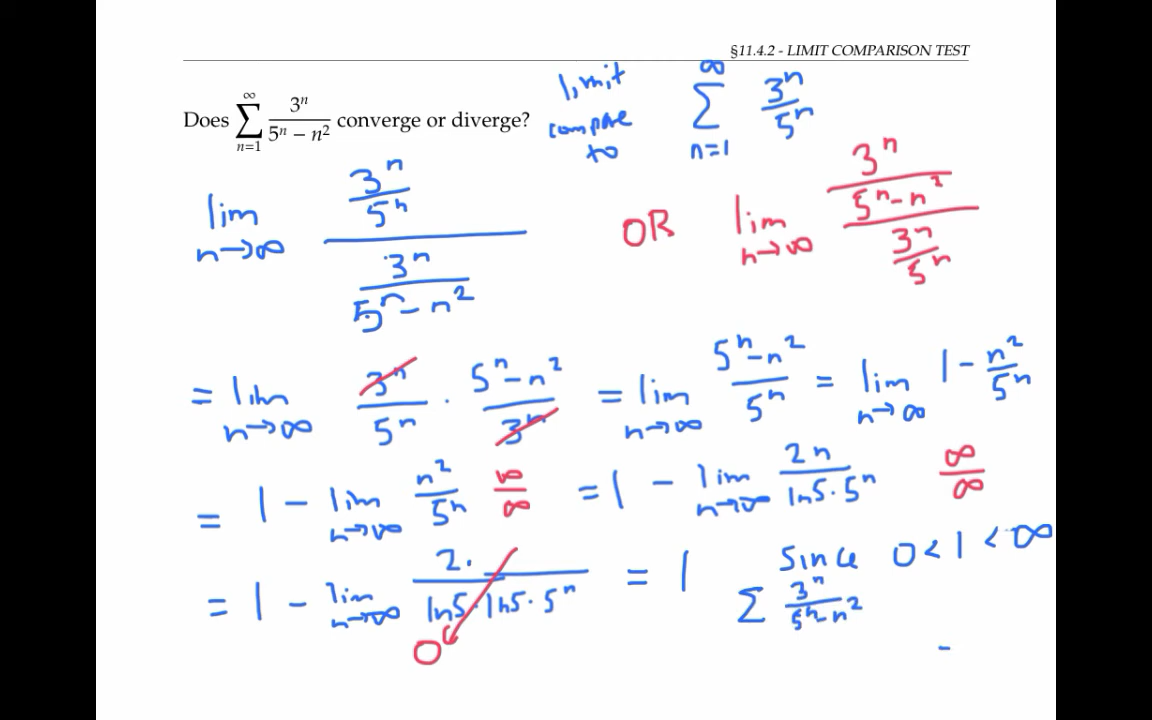 §11.4.2 - LIMIT COMPARISON TEST
Does ∑_{n=1}^{∞} 3^n/(5^n − n^2) converge or diverge? limit compare to ∑_{n=1}^{∞} 3^n/5^n
lim_{n→∞} (3^n/5^n)/(3^n/(5^n − n^2)) OR lim_{n→∞} (3^n/(5^n − n^2))/(3^n/5^n)
= lim_{n→∞} 3^n/5^n · (5^n − n^2)/3^n = lim_{n→∞} (5^n − n^2)/5^n = lim_{n→∞} 1 − n^2/5^n
= 1 − lim_{n→∞} n^2/5^n ∞/∞ = 1 − lim_{n→∞} 2n/(ln5 · 5^n) ∞/∞
= 1 − lim_{n→∞} 2·/(ln5 · ln5 · 5^n) = 1 Since 0 < 1 < ∞
0 ∑ 3^n/(5^n − n^2)